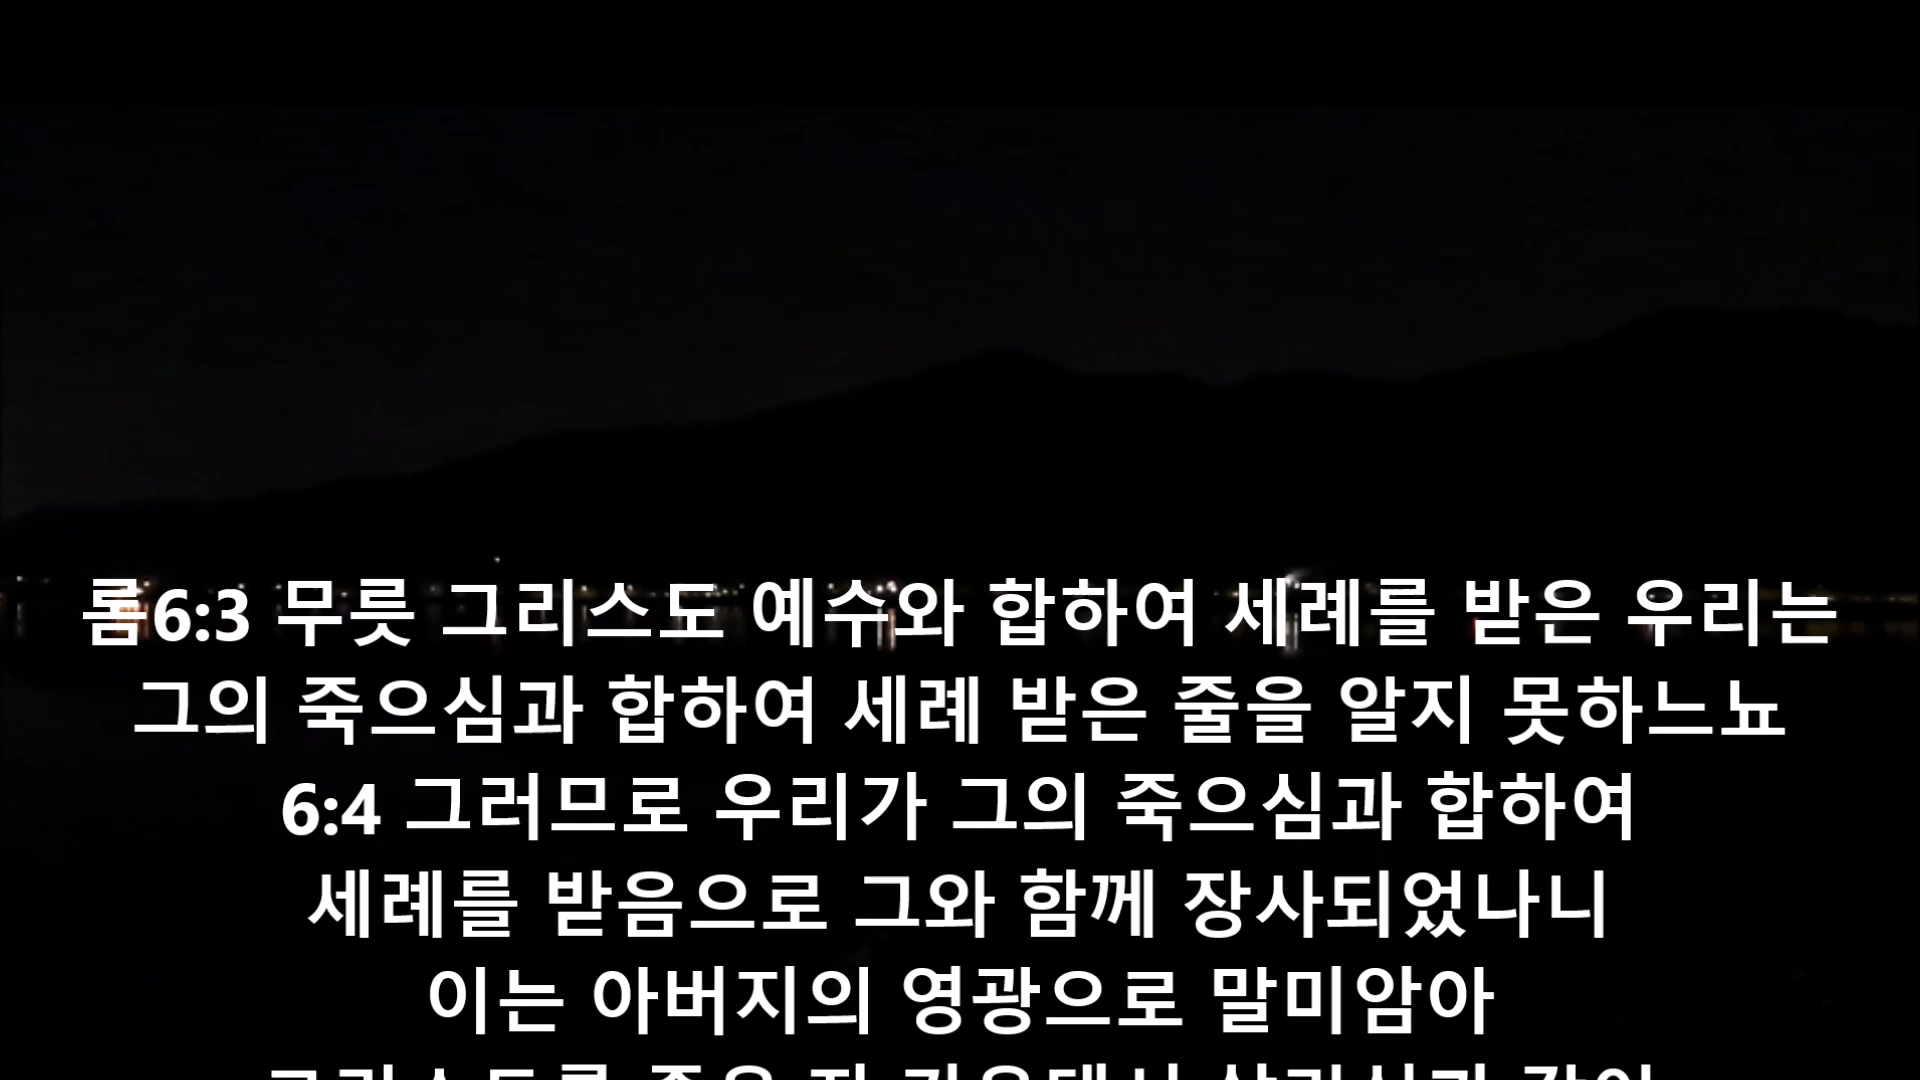 롬6:3 무릇 그리스도 예수와 합하여 세례를 받은 우리는
그의 죽으심과 합하여 세례 받은 줄을 알지 못하느뇨
6:4 그러므로 우리가 그의 죽으심과 합하여
세례를 받음으로 그와 함께 장사되었나니
이는 아버지의 영광으로 말미암아